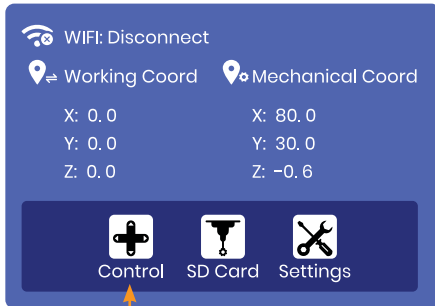 WIFI: Disconnect
Working Coord Mechanical Coord
X: 0.0 X: 80.0
Y: 0.0 Y: 30.0
Z: 0.0 Z: -0.6
Control SD Card Settings